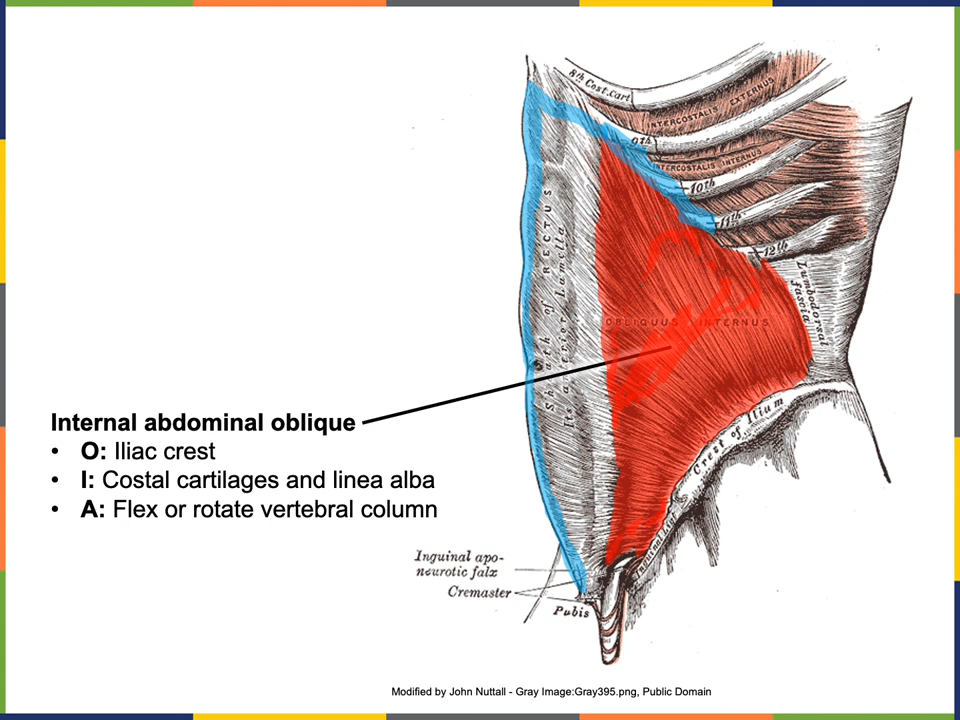 8th Cost. cart.
INTERCOSTALIS EXTERNUS
9th
INTERCOSTALIS INTERNUS
10th
11th
12th
Lumbodorsal
fascia
Sheath of RECTUS
Its anterior Lamella
OBLIQUUS INTERNUS
Internal abdominal oblique
• O: Iliac crest
• I: Costal cartilages and linea alba
• A: Flex or rotate vertebral column
Crest of Ilium
Inguinal Ligt
Inguinal apo-
neurotic falx
Cremaster
Pubis
Modified by John Nuttall - Gray Image:Gray395.png, Public Domain